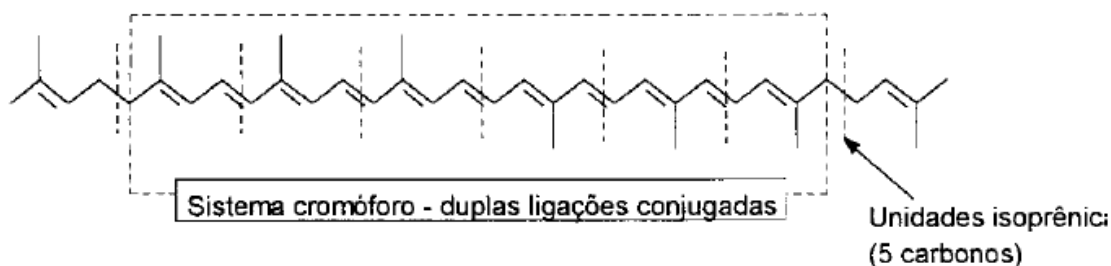 Sistema cromóforo - duplas ligações conjugadas
Unidades isoprênica
(5 carbonos)